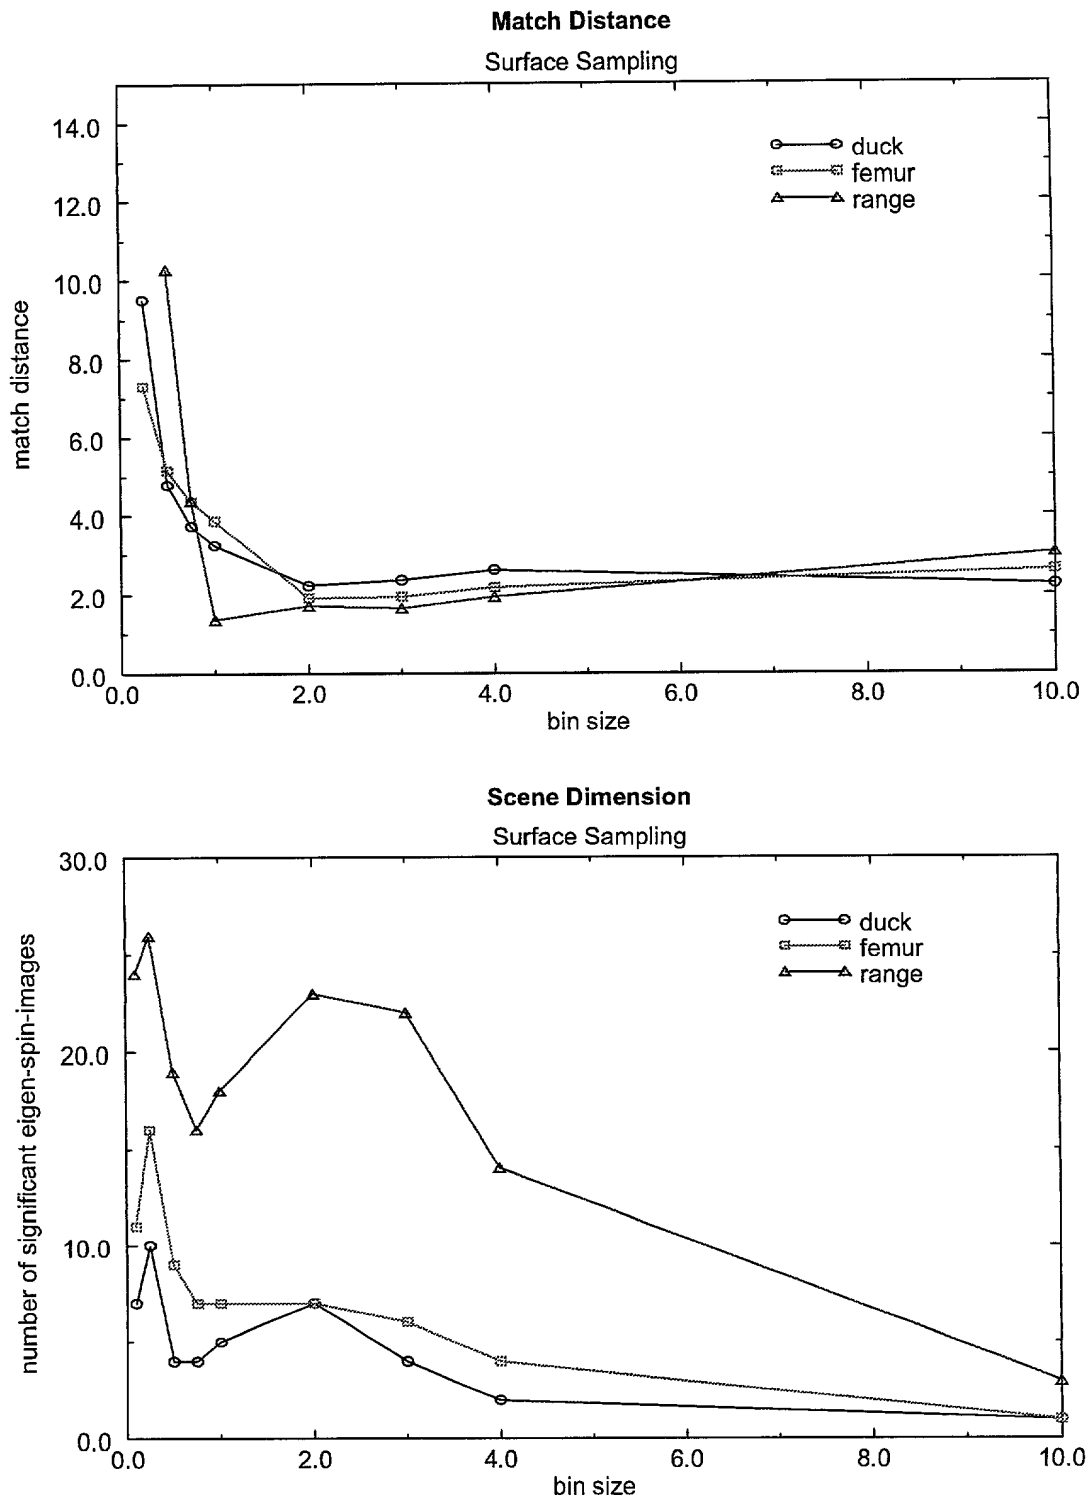 Match Distance
Surface Sampling
14.0
12.0
10.0
8.0
6.0
4.0
2.0
0.0
match distance
duck
femur
range
0.0 2.0 4.0 6.0 8.0 10.0
bin size
Scene Dimension
Surface Sampling
30.0
20.0
10.0
0.0
number of significant eigen-spin-images
duck
femur
range
0.0 2.0 4.0 6.0 8.0 10.0
bin size